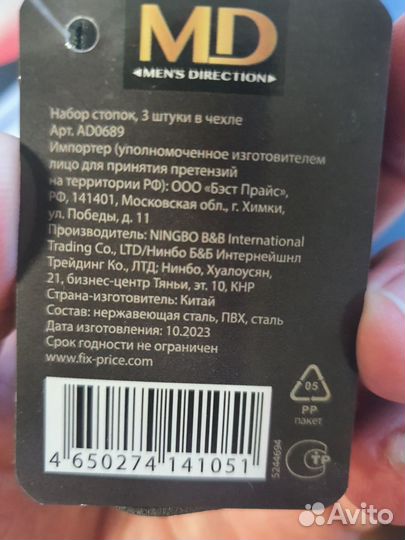 MD
MEN'S DIRECTION
Набор стопок, 3 штуки в чехле
Арт. AD0689
Импортер (уполномоченное изготовителем
лицо для принятия претензий
на территории РФ): ООО «Бэст Прайс»,
РФ, 141401, Московская обл., г. Химки,
ул. Победы, д. 11
Производитель: NINGBO B&B International
Trading Co., LTD/Нинбо Б&Б Интернейшнл
Трейдинг Ко., ЛТД; Нинбо, Хуалоусян,
21, бизнес-центр Тяньи, эт. 10, КНР
Страна-изготовитель: Китай
Состав: нержавеющая сталь, ПВХ, сталь
Дата изготовления: 10.2023
Срок годности не ограничен
www.fix-price.com
4 650274 141051
05
PP
пакет
5244694
СТР
Avito